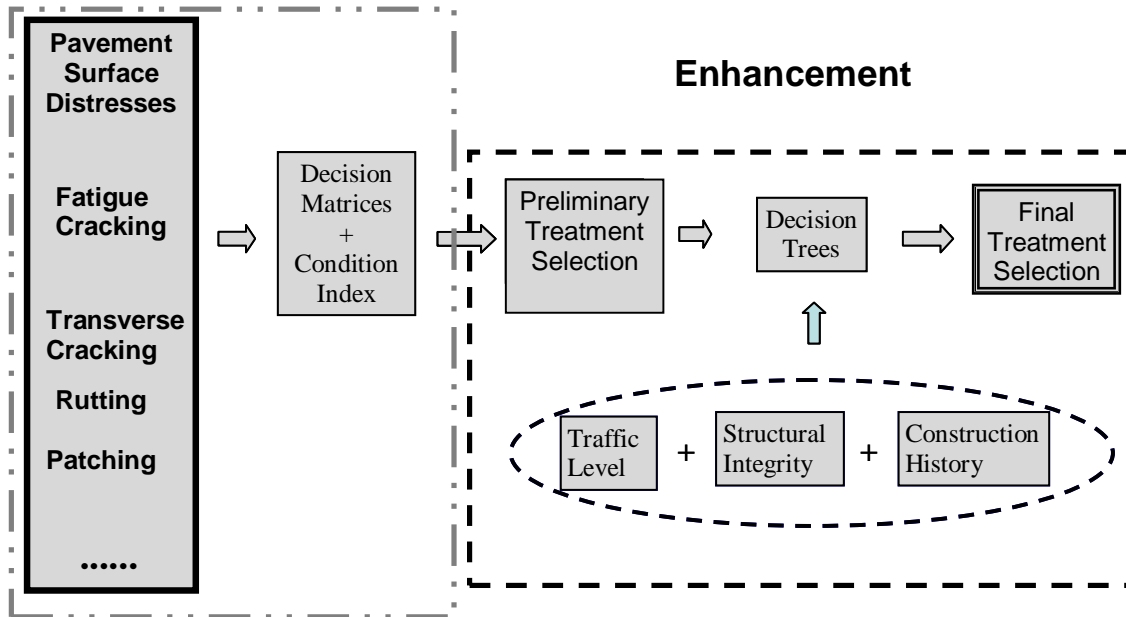 Pavement
Surface
Distresses
Fatigue
Cracking
Transverse
Cracking
Rutting
Patching
......
Decision
Matrices
+
Condition
Index
Enhancement
Preliminary
Treatment
Selection
Decision
Trees
Final
Treatment
Selection
Traffic
Level
+
Structural
Integrity
+
Construction
History